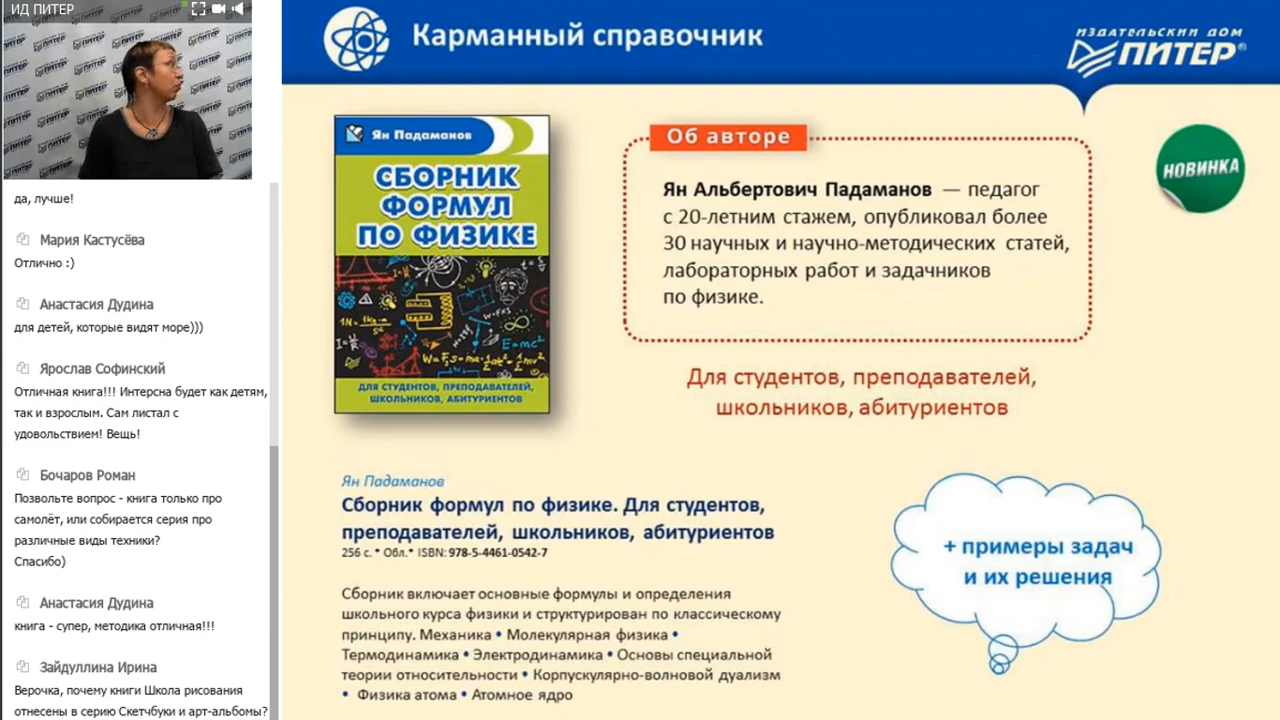 ИД ПИТЕР
да, лучше!
Мария Кастусёва
Отлично :)
Анастасия Дудина
для детей, которые видят море)))
Ярослав Софинский
Отличная книга!!! Интерсна будет как детям,
так и взрослым. Сам листал с
удовольствием! Вещь!
Бочаров Роман
Позвольте вопрос - книга только про
самолёт, или собирается серия про
различные виды техники?
Спасибо)
Анастасия Дудина
книга - супер, методика отличная!!!
Зайдуллина Ирина
Верочка, почему книги Школа рисования
отнесены в серию Скетчбуки и арт-альбомы?
Карманный справочник
ИЗДАТЕЛЬСКИЙ ДОМ
ПИТЕР®
Ян Падаманов
СБОРНИК
ФОРМУЛ
ПО ФИЗИКЕ
E=mc²
ДЛЯ СТУДЕНТОВ, ПРЕПОДАВАТЕЛЕЙ,
ШКОЛЬНИКОВ, АБИТУРИЕНТОВ
Об авторе
Ян Альбертович Падаманов — педагог
с 20-летним стажем, опубликовал более
30 научных и научно-методических статей,
лабораторных работ и задачников
по физике.
НОВИНКА
Для студентов, преподавателей,
школьников, абитуриентов
Ян Падаманов
Сборник формул по физике. Для студентов,
преподавателей, школьников, абитуриентов
256 с. * Обл.* ISBN: 978-5-4461-0542-7
Сборник включает основные формулы и определения
школьного курса физики и структурирован по классическому
принципу. Механика • Молекулярная физика •
Термодинамика • Электродинамика • Основы специальной
теории относительности • Корпускулярно-волновой дуализм
• Физика атома • Атомное ядро
+ примеры задач
и их решения